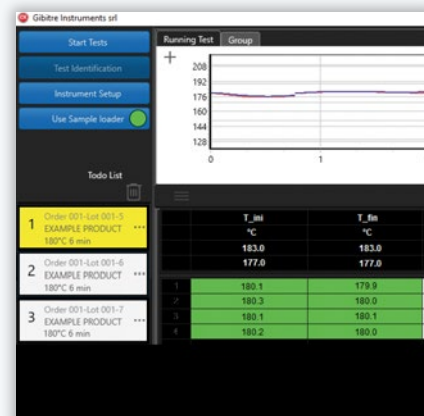 Gibitre Instruments srl
Start Tests
Test Identification
Instrument Setup
Use Sample loader
Todo List
1
Order 001-Lot 001-5
EXAMPLE PRODUCT
180°C 6 min
...
2
Order 001-Lot 001-6
EXAMPLE PRODUCT
180°C 6 min
...
3
Order 001-Lot 001-7
EXAMPLE PRODUCT
180°C 6 min
...
Running Test Group
208
192
176
160
144
128
0 1
T_ini T_fin
°C °C
183.0 183.0
177.0 177.0
1 180.1 179.9
2 180.3 180.0
3 180.1 180.1
4 180.2 180.0